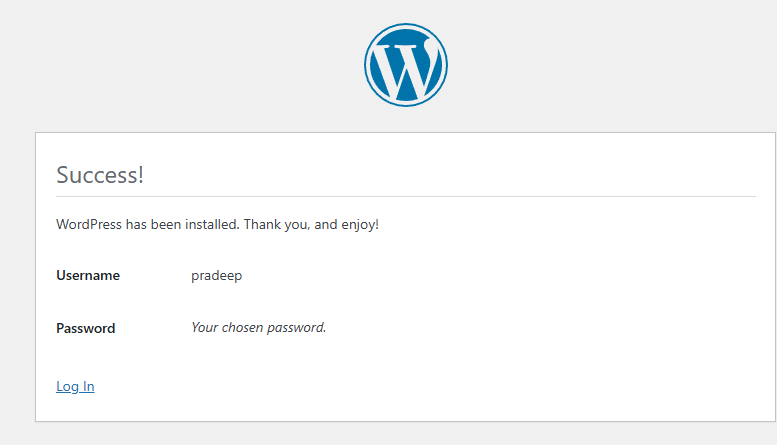 Success!
WordPress has been installed. Thank you, and enjoy!
Username pradeep
Password Your chosen password.
Log In